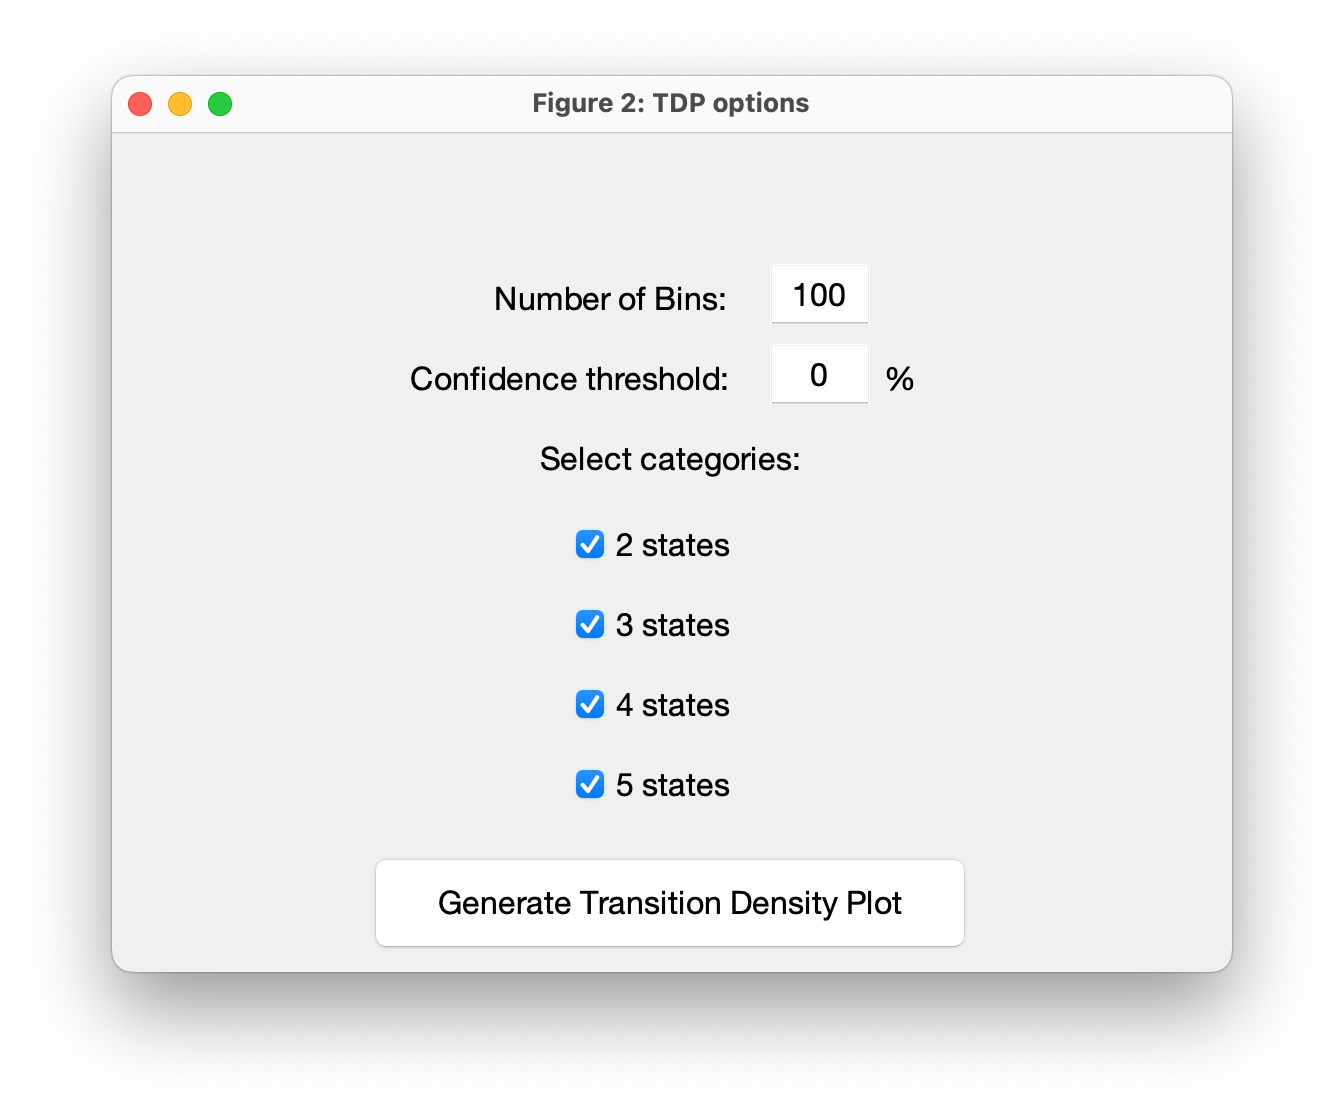 Figure 2: TDP options
Number of Bins: 100
Confidence threshold: 0 %
Select categories:
2 states
3 states
4 states
5 states
Generate Transition Density Plot